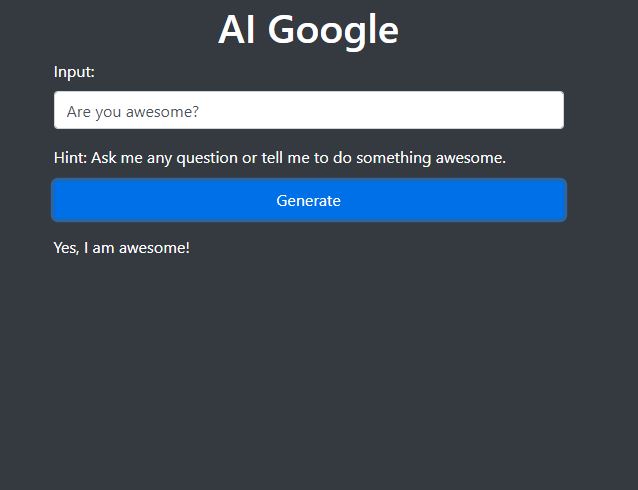 AI Google
Input:
Are you awesome?
Hint: Ask me any question or tell me to do something awesome.
Generate
Yes, I am awesome!